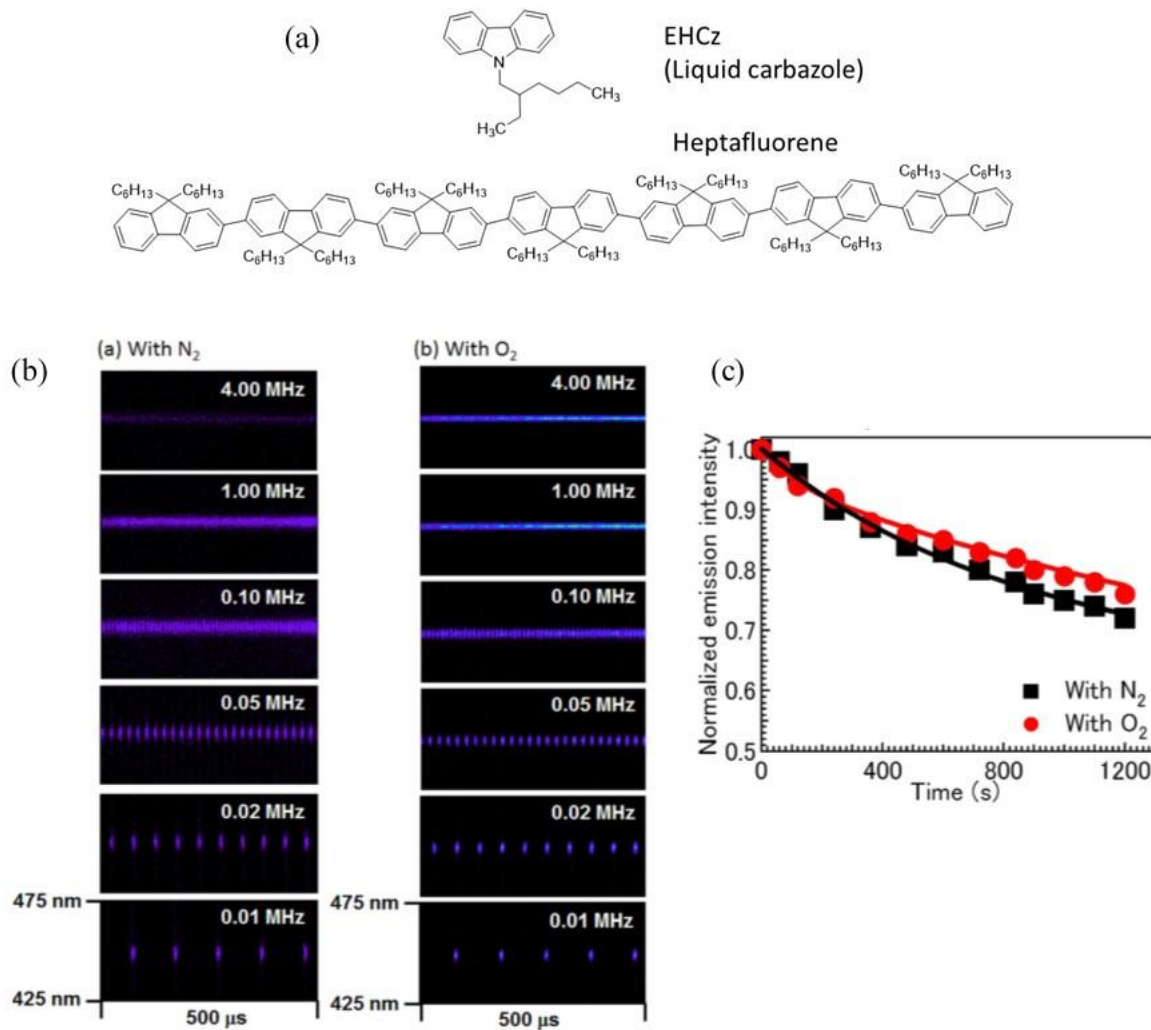 (a)
EHCz
(Liquid carbazole)
N
CH₃
H₃C
Heptafluorene
C₆H₁₃ C₆H₁₃ C₆H₁₃ C₆H₁₃ C₆H₁₃ C₆H₁₃ C₆H₁₃ C₆H₁₃
C₆H₁₃ C₆H₁₃ C₆H₁₃ C₆H₁₃ C₆H₁₃ C₆H₁₃
(b)
(a) With N₂
4.00 MHz
1.00 MHz
0.10 MHz
0.05 MHz
0.02 MHz
475 nm
0.01 MHz
425 nm
500 µs
(b) With O₂
4.00 MHz
1.00 MHz
0.10 MHz
0.05 MHz
0.02 MHz
475 nm
0.01 MHz
425 nm
500 µs
(c)
Normalized emission intensity
1.0
0.9
0.8
0.7
0.6
0.5
0 400 800 1200
Time (s)
With N₂
With O₂